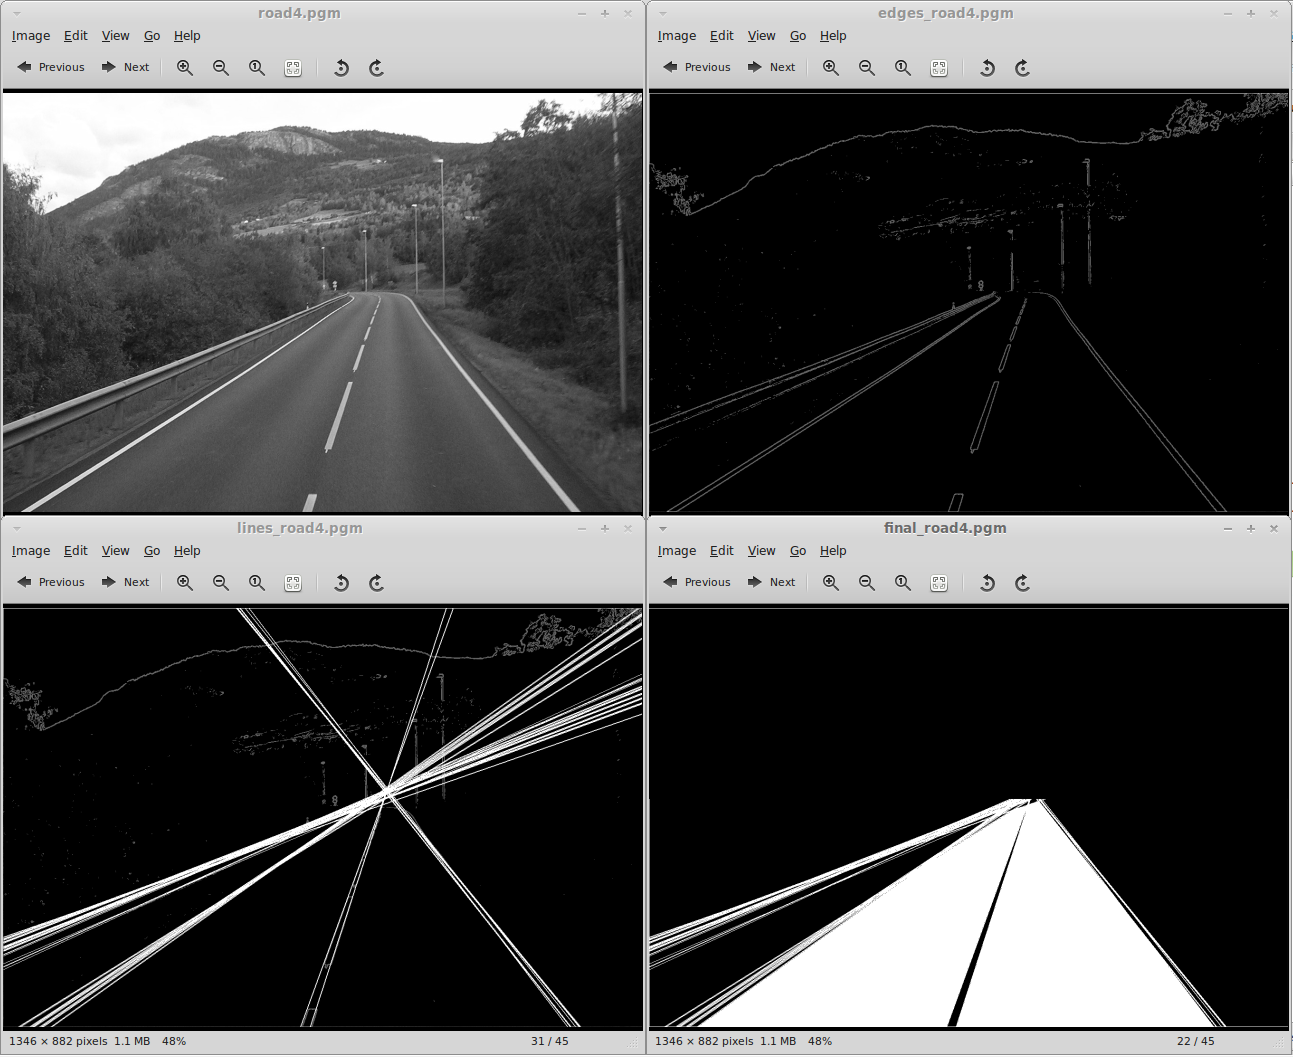 road4.pgm
Image Edit View Go Help
Previous Next
edges_road4.pgm
Image Edit View Go Help
Previous Next
lines_road4.pgm
Image Edit View Go Help
Previous Next
1346 × 882 pixels 1.1 MB 48% 31 / 45
final_road4.pgm
Image Edit View Go Help
Previous Next
1346 × 882 pixels 1.1 MB 48% 22 / 45